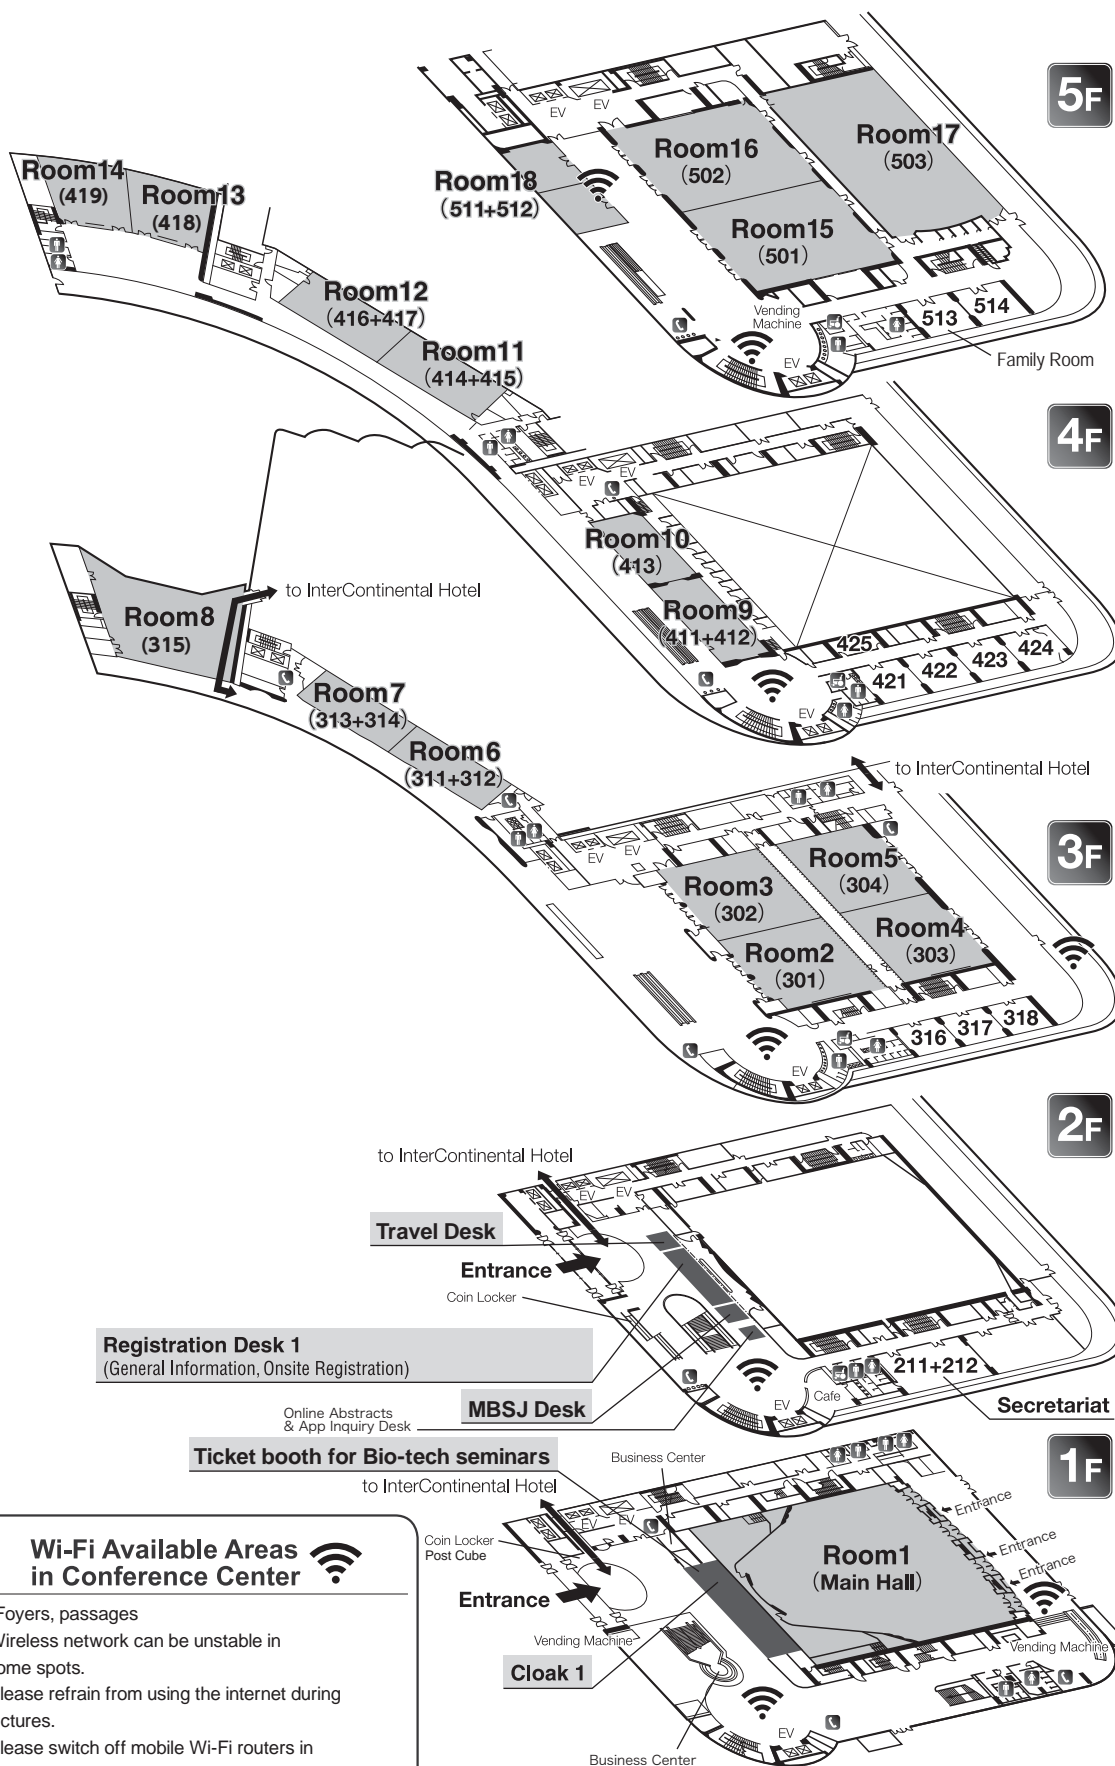 5F
EV
EV
Room17
(503)
Room16
(502)
Room14
(419)
Room13
(418)
Room18
(511+512)
Room15
(501)
Room12
(416+417)
Vending
Machine
513
514
Room11
(414+415)
EV
Family Room
4F
EV
EV
Room10
(413)
to InterContinental Hotel
Room8
(315)
Room9
(411+412)
425
424
423
422
421
Room7
(313+314)
EV
Room6
(311+312)
to InterContinental Hotel
3F
EV
EV
Room5
(304)
Room3
(302)
Room4
(303)
Room2
(301)
318
317
316
EV
2F
to InterContinental Hotel
EV
EV
Travel Desk
Entrance
Coin Locker
Registration Desk 1
(General Information, Onsite Registration)
211+212
Cafe
EV
MBSJ Desk
Secretariat
Online Abstracts
& App Inquiry Desk
1F
Ticket booth for Bio-tech seminars
Business Center
to InterContinental Hotel
Entrance
EV
EV
Coin Locker
Post Cube
Entrance
Room1
(Main Hall)
Entrance
Entrance
Vending Machine
Vending Machine
Cloak 1
EV
Business Center
Wi-Fi Available Areas
in Conference Center
Foyers, passages
Wireless network can be unstable in
ome spots.
lease refrain from using the internet during
ctures.
lease switch off mobile Wi-Fi routers in